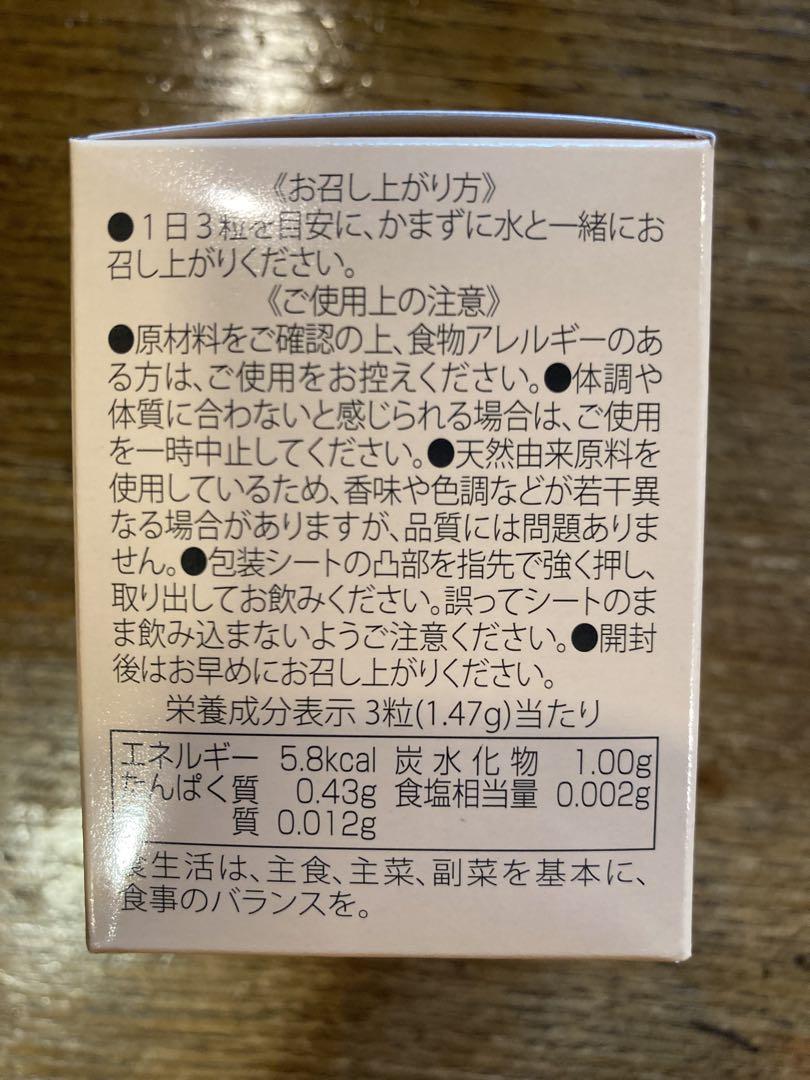 《お召し上がり方》
●1日3粒を目安に、かまずに水と一緒にお
召し上がりください。
《ご使用上の注意》
●原材料をご確認の上、食物アレルギーのあ
る方は、ご使用をお控えください。●体調や
体質に合わないと感じられる場合は、ご使用
を一時中止してください。●天然由来原料を
使用しているため、香味や色調などが若干異
なる場合がありますが、品質には問題ありま
せん。●包装シートの凸部を指先で強く押し、
取り出してお飲みください。誤ってシートのま
ま飲み込まないようご注意ください。●開封
後はお早めにお召し上がりください。
栄養成分表示 3粒(1.47g)当たり
エネルギー 5.8kcal 炭水化物 1.00g
たんぱく質 0.43g 食塩相当量 0.002g
質 0.012g
食生活は、主食、主菜、副菜を基本に、
食事のバランスを。